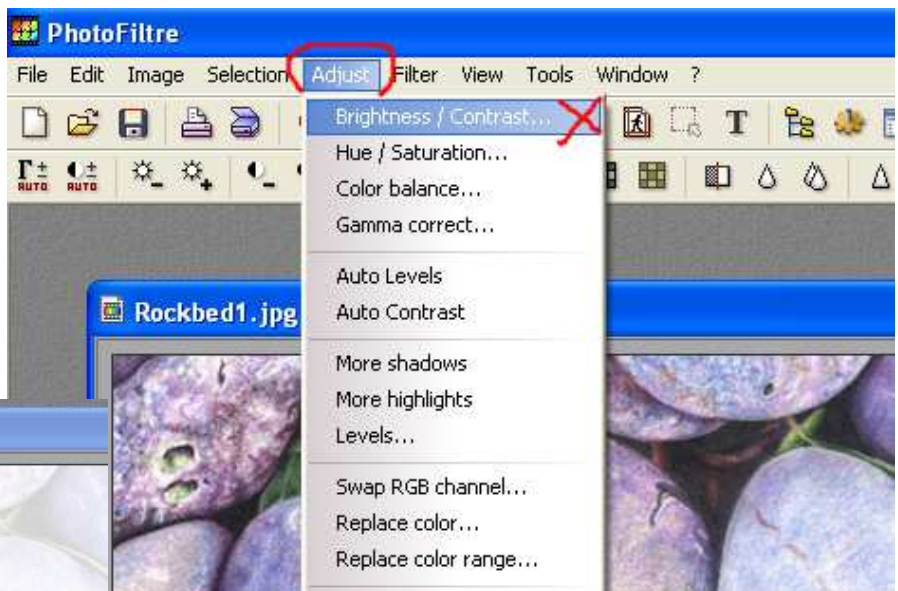 PhotoFiltre
File Edit Image Selection Adjust Filter View Tools Window ?
Brightness / Contrast...
T
AUTO AUTO
Hue / Saturation...
Color balance...
Gamma correct...
Auto Levels
Auto Contrast
Rockbed1.jpg
More shadows
More highlights
Levels...
Swap RGB channel...
Replace color...
Replace color range...